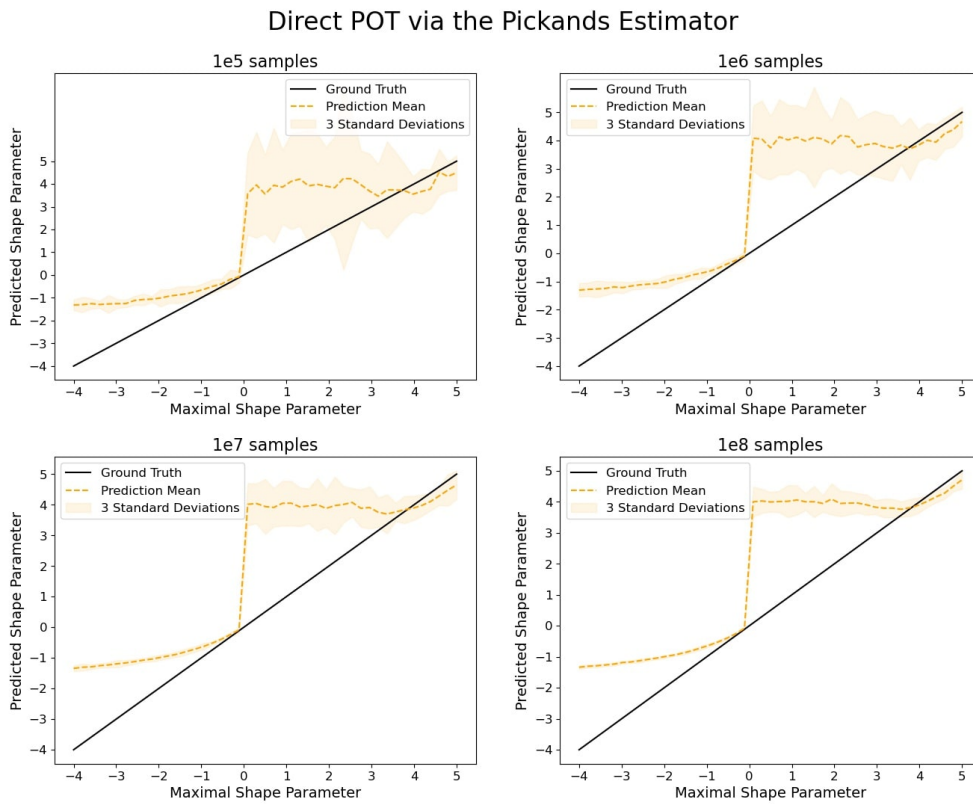 Direct POT via the Pickands Estimator
1e5 samples
Predicted Shape Parameter
5
4
3
2
1
0
−1
−2
−3
−4
Ground Truth
Prediction Mean
3 Standard Deviations
−4 −3 −2 −1 0 1 2 3 4 5
Maximal Shape Parameter
1e6 samples
Predicted Shape Parameter
5
4
3
2
1
0
−1
−2
−3
−4
Ground Truth
Prediction Mean
3 Standard Deviations
−4 −3 −2 −1 0 1 2 3 4 5
Maximal Shape Parameter
1e7 samples
Predicted Shape Parameter
5
4
3
2
1
0
−1
−2
−3
−4
Ground Truth
Prediction Mean
3 Standard Deviations
−4 −3 −2 −1 0 1 2 3 4 5
Maximal Shape Parameter
1e8 samples
Predicted Shape Parameter
5
4
3
2
1
0
−1
−2
−3
−4
Ground Truth
Prediction Mean
3 Standard Deviations
−4 −3 −2 −1 0 1 2 3 4 5
Maximal Shape Parameter